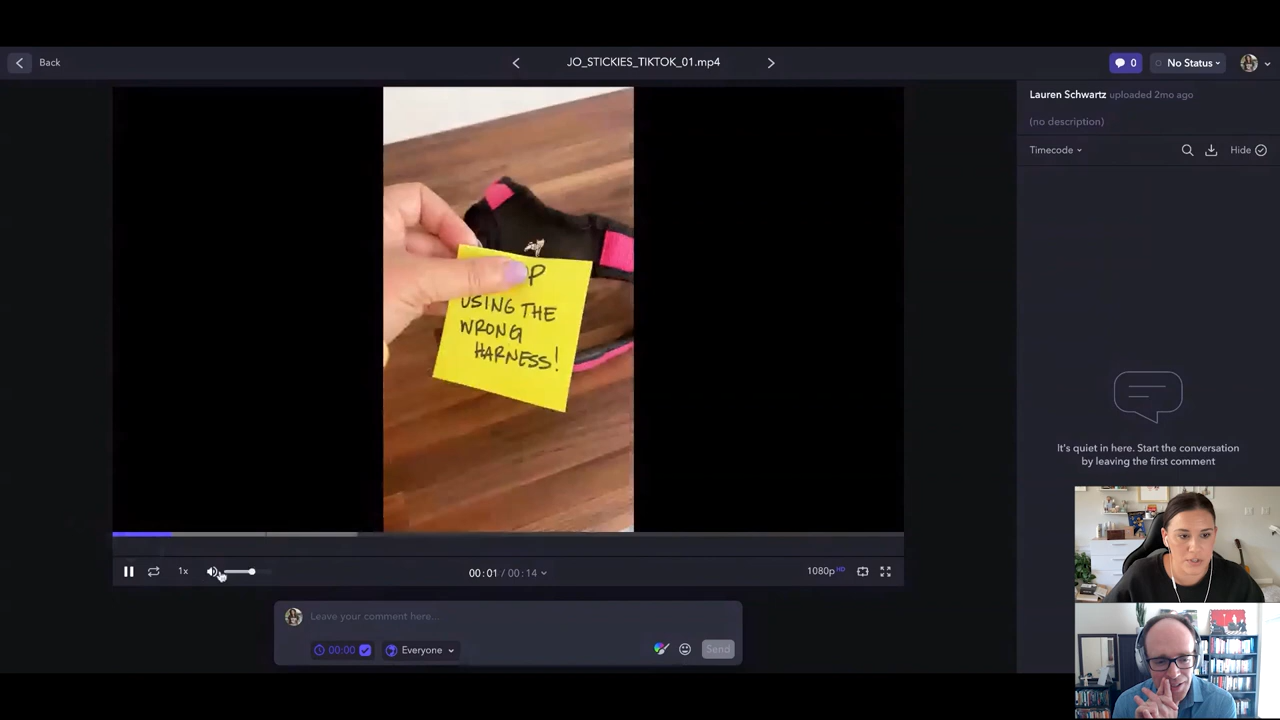 Back
JO_STICKIES_TIKTOK_01.mp4
0
No Status
Lauren Schwartz uploaded 2mo ago
(no description)
Timecode
Hide
USING THE
WRONG
HARNESS!
It's quiet in here. Start the conversation
by leaving the first comment
1x
00:01 / 00:14
1080p HD
Leave your comment here...
00:00
Everyone
Send